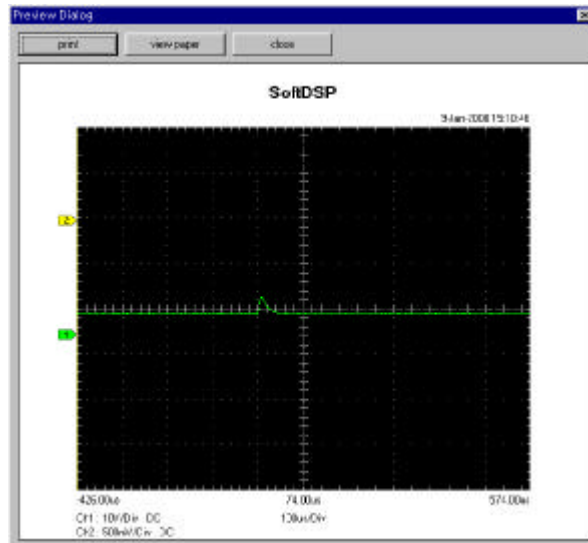 Preview Dialog
print view paper close
SoftDSP
9-Jan-2008 15:10:46
2
1
-426.00us 74.00us 574.00us
Ch1: 10V/Div DC 100us/Div
Ch2: 500mV/Div DC